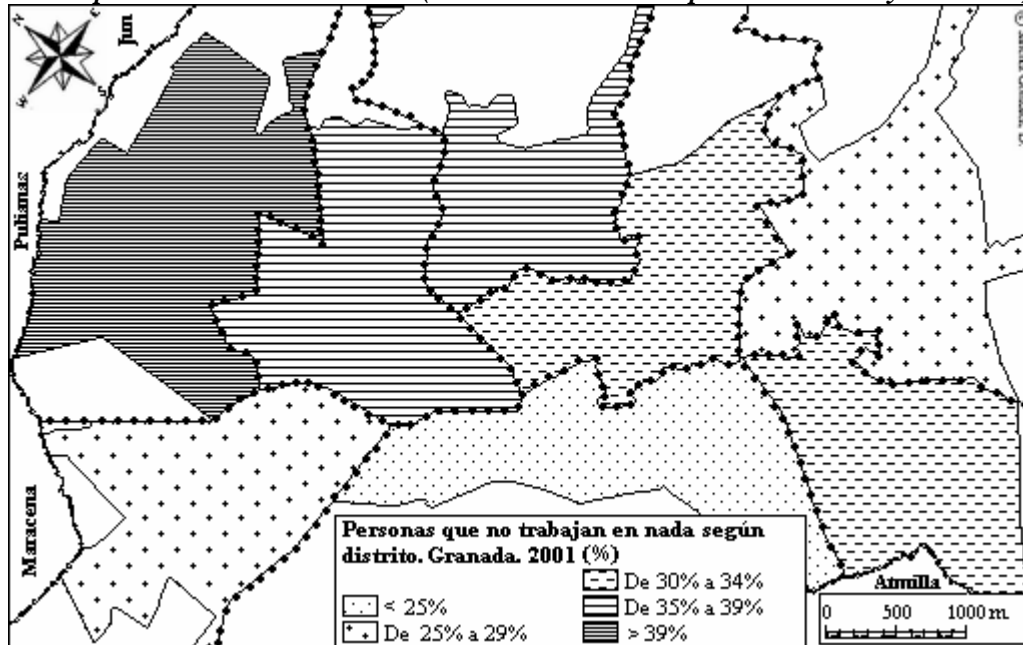 N
E
S
W
Jun
Pulianas
Maracena
Personas que no trabajan en nada según
distrito. Granada. 2001 (%)
< 25%
De 25% a 29%
De 30% a 34%
De 35% a 39%
> 39%
Atmilla
0 500 1000 m.